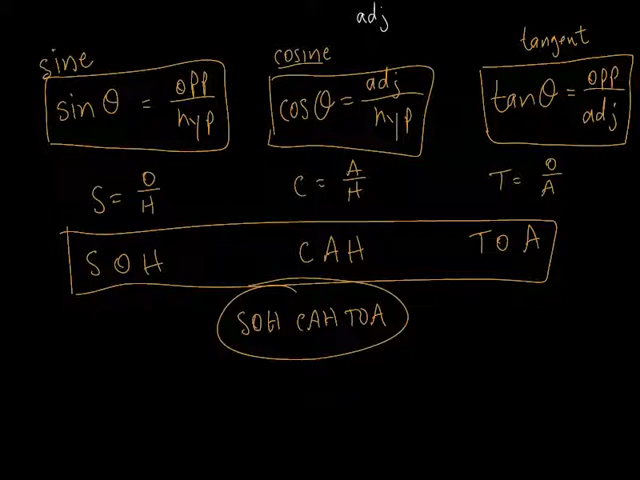 adj
sine cosine tangent
sin θ = opp/hyp cos θ = adj/hyp tan θ = opp/adj
S = O/H C = A/H T = O/A
SOH CAH TOA
SOH CAH TOA